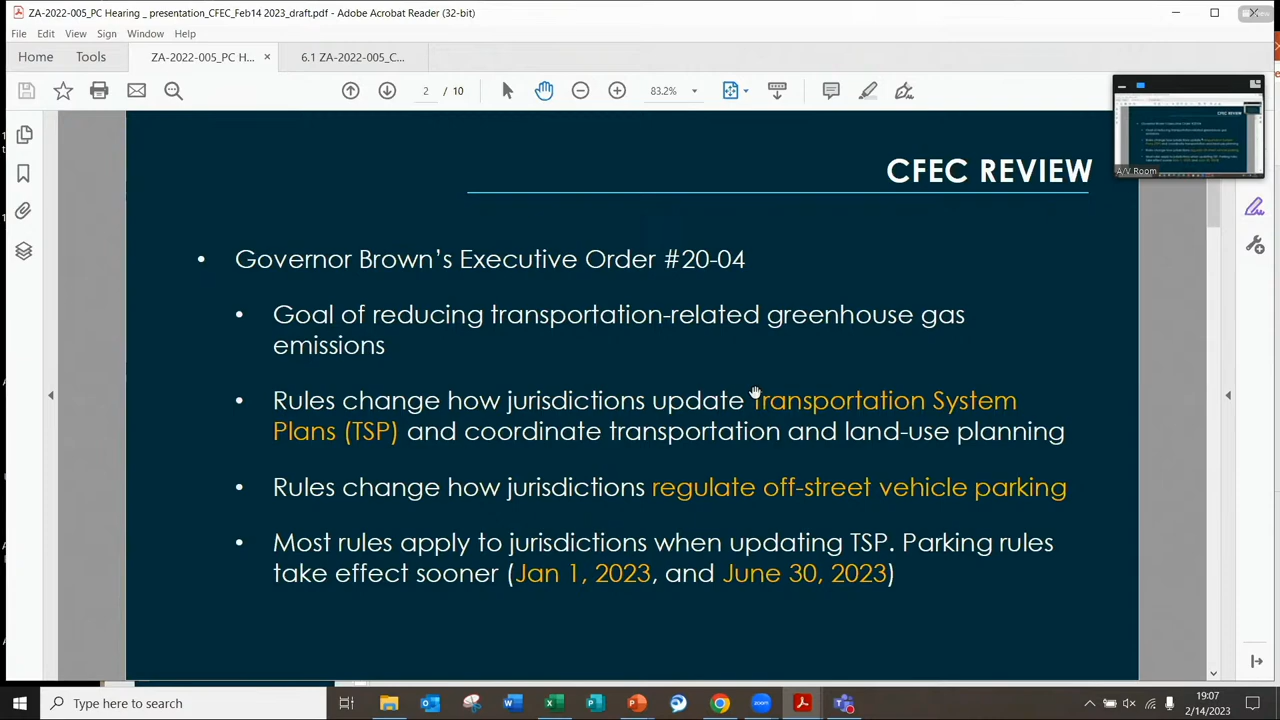 ZA-2022-005_PC Hearing _ presentation_CFEC_Feb14 2023_draft.pdf - Adobe Acrobat Reader (32-bit)
File Edit View Sign Window Help
Home Tools ZA-2022-005_PC H... × 6.1 ZA-2022-005_C...
2 10 83.2%
A/V Room
CFEC REVIEW
• Governor Brown's Executive Order #20-04
• Goal of reducing transportation-related greenhouse gas
emissions
• Rules change how jurisdictions update Transportation System
Plans (TSP) and coordinate transportation and land-use planning
• Rules change how jurisdictions regulate off-street vehicle parking
• Most rules apply to jurisdictions when updating TSP. Parking rules
take effect sooner (Jan 1, 2023, and June 30, 2023)
Type here to search
19:07
2/14/2023